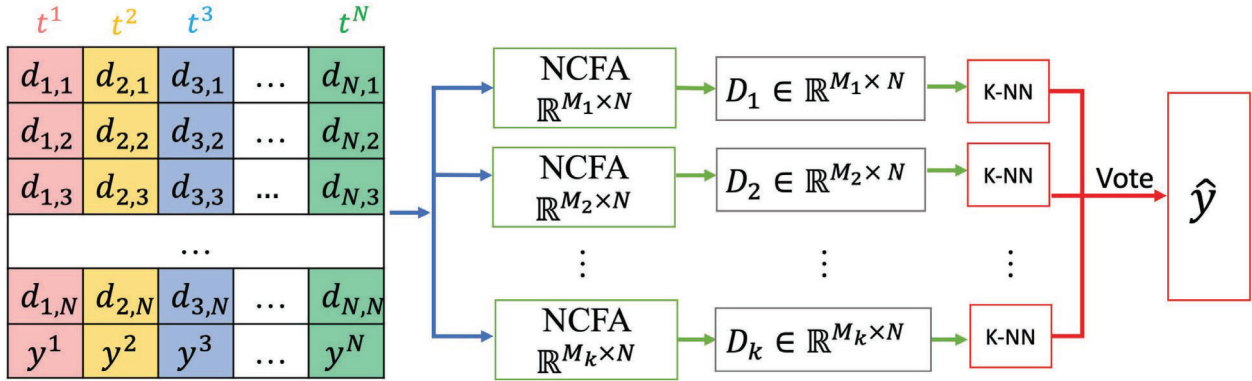 t^1 t^2 t^3 t^N
d_{1,1} d_{2,1} d_{3,1} ... d_{N,1}
d_{1,2} d_{2,2} d_{3,2} ... d_{N,2}
d_{1,3} d_{2,3} d_{3,3} ... d_{N,3}
...
d_{1,N} d_{2,N} d_{3,N} ... d_{N,N}
y^1 y^2 y^3 ... y^N
NCFA
ℝ^{M_1×N}
D_1 ∈ ℝ^{M_1×N}
K-NN
NCFA
ℝ^{M_2×N}
D_2 ∈ ℝ^{M_2×N}
K-NN
⋮ ⋮ ⋮
NCFA
ℝ^{M_k×N}
D_k ∈ ℝ^{M_k×N}
K-NN
Vote
ŷ